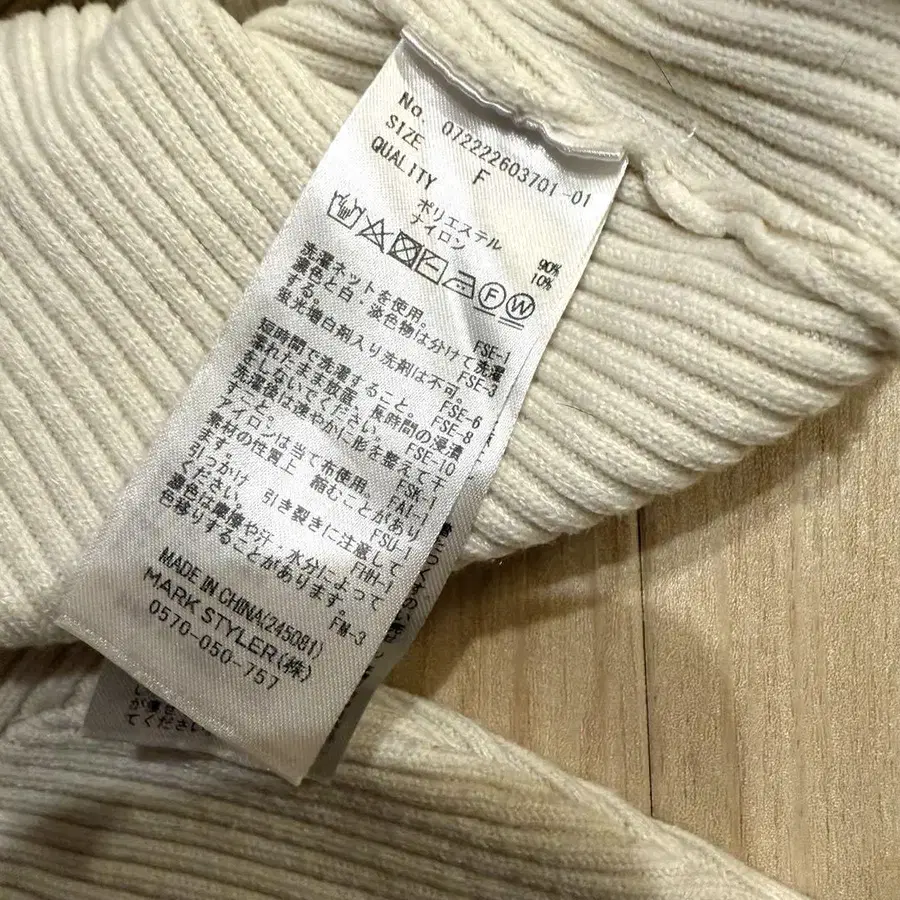 No. 072222603701-01
SIZE F
QUALITY
ポリエステル 90%
ナイロン 10%
F W
洗濯ネットを使用。 FSE-1
濃色と白・淡色物は分けて洗濯
する。 FSE-3
蛍光増白剤入り洗剤は不可。
FSE-6
短時間で洗濯すること。 FSE-8
濡れたまま放置、長時間の浸漬
をしないでください。 FSE-10
洗濯後は速やかに形を整えて干
すこと。 FSK-1
アイロンは当て布使用。 FAI-1
素材の性質上 縮むことがあり
ます。 FSU-1
引っかけ 引き裂きに注意して
ください。 FHH-1
濃色は摩擦や汗、水分によって
色移りすることがあります。
FM-3
MADE IN CHINA(245081)
MARK STYLER(株)
0570-050-757
てください